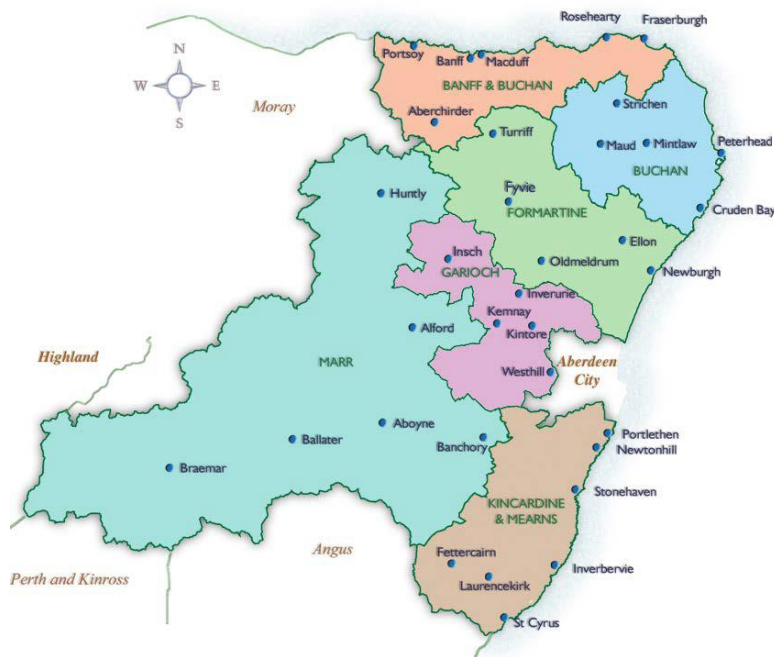 Rosehearty
Fraserburgh
Portsoy
Banff
Macduff
N
W
E
S
BANFF & BUCHAN
Moray
Aberchirder
Strichen
Turriff
Maud
Mintlaw
Peterhead
BUCHAN
Huntly
Fyvie
FORMARTINE
Cruden Bay
Insch
Ellon
GARIOCH
Oldmeldrum
Newburgh
Inverurie
Kemnay
Kintore
Alford
Highland
MARR
Westhill
Aberdeen
City
Aboyne
Ballater
Banchory
Portlethen
Newtonhill
Braemar
Stonehaven
KINCARDINE
& MEARNS
Angus
Fettercairn
Inverbervie
Perth and Kinross
Laurencekirk
St Cyrus